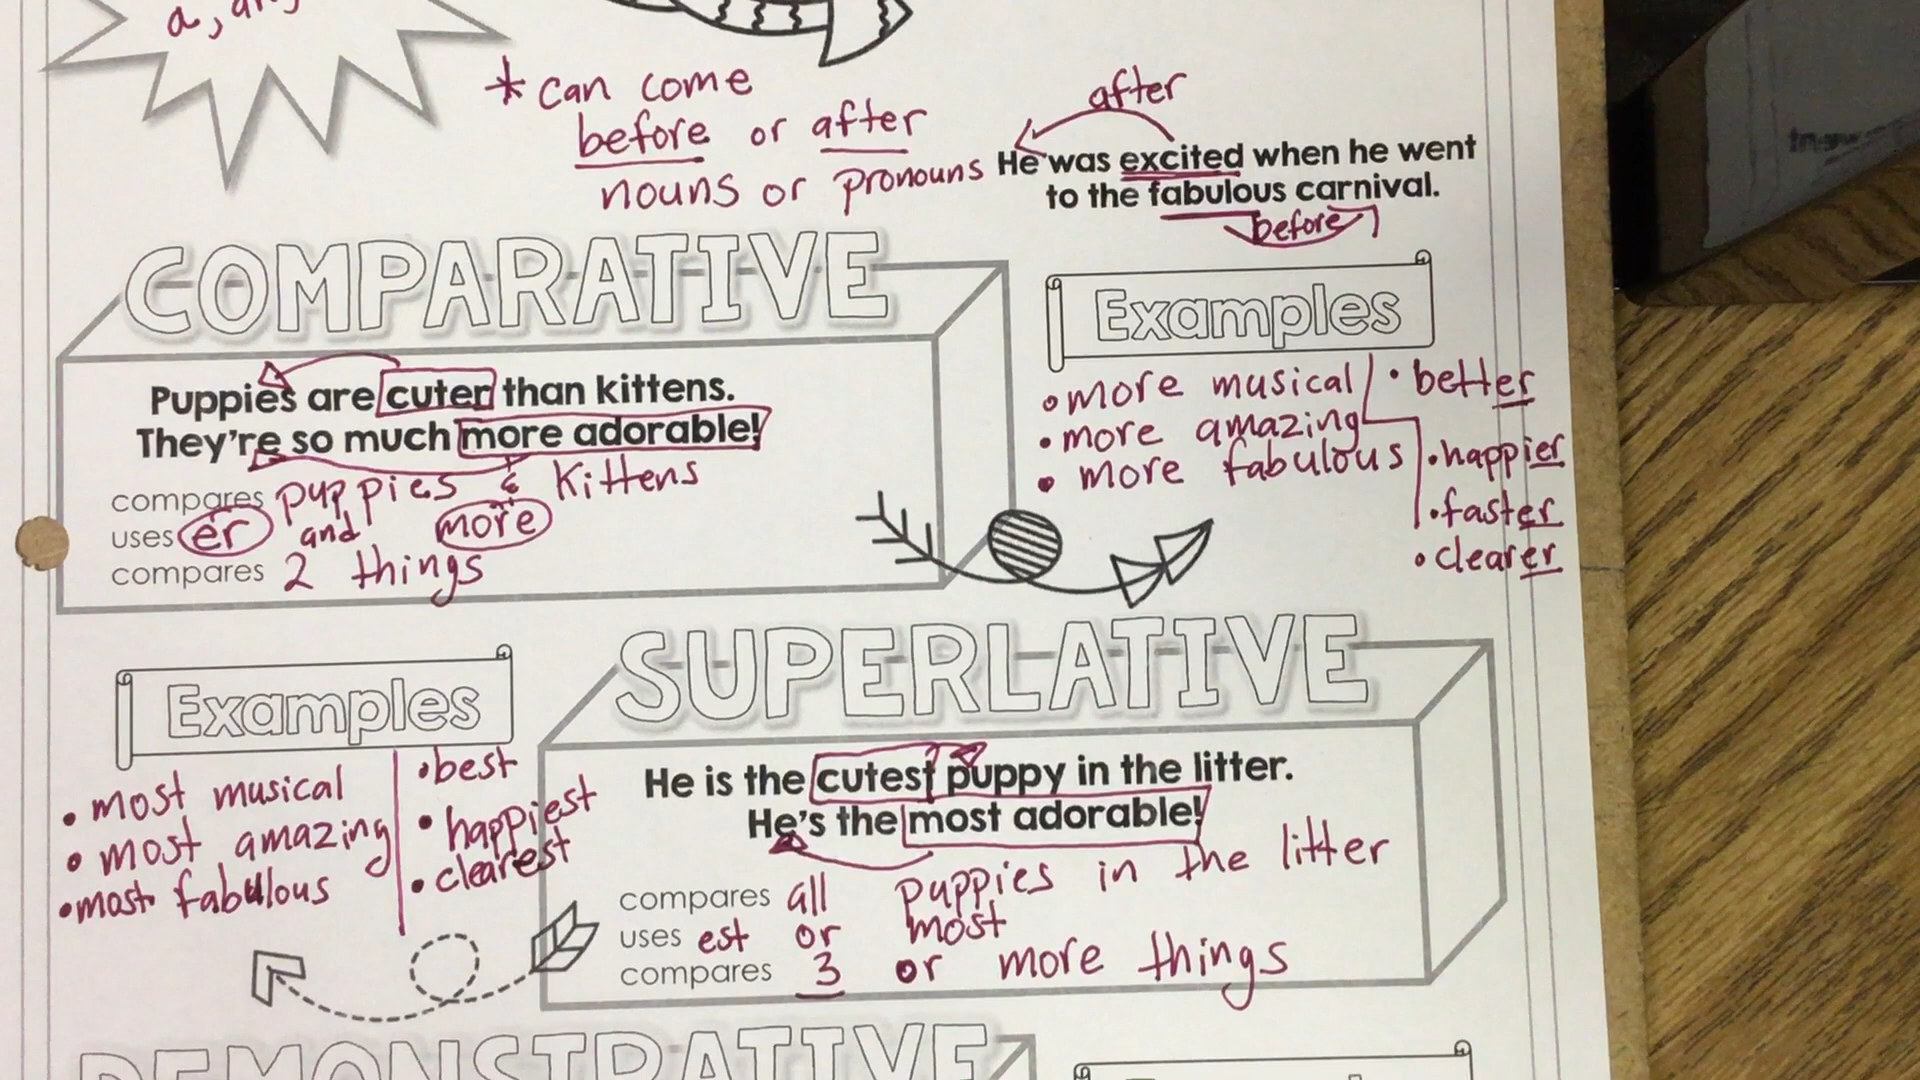 a,
* can come
before or after
nouns or pronouns
after
He was excited when he went
to the fabulous carnival.
before
COMPARATIVE
Puppies are cuter than kittens.
They're so much more adorable!
compares puppies & kittens
uses er and more
compares 2 things
Examples
• more musical
• more amazing
• more fabulous
• better
• happier
• faster
• clearer
SUPERLATIVE
He is the cutest puppy in the litter.
He's the most adorable!
compares all puppies in the litter
uses est or most
compares 3 or more things
Examples
• most musical
• most amazing
• most fabulous
• best
• happiest
• clearest
DEMONSTRATIVE